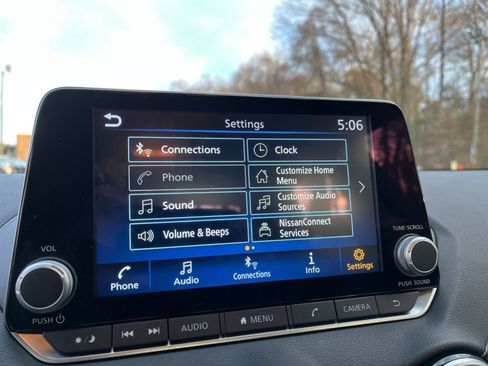 Settings
5:06
Connections
Clock
Phone
Customize Home
Menu
Sound
Customize Audio
Sources
Volume & Beeps
NissanConnect
Services
Phone
Audio
Connections
Info
Settings
VOL
PUSH
TUNE·SCROLL
PUSH SOUND
AUDIO
MENU
CAMERA